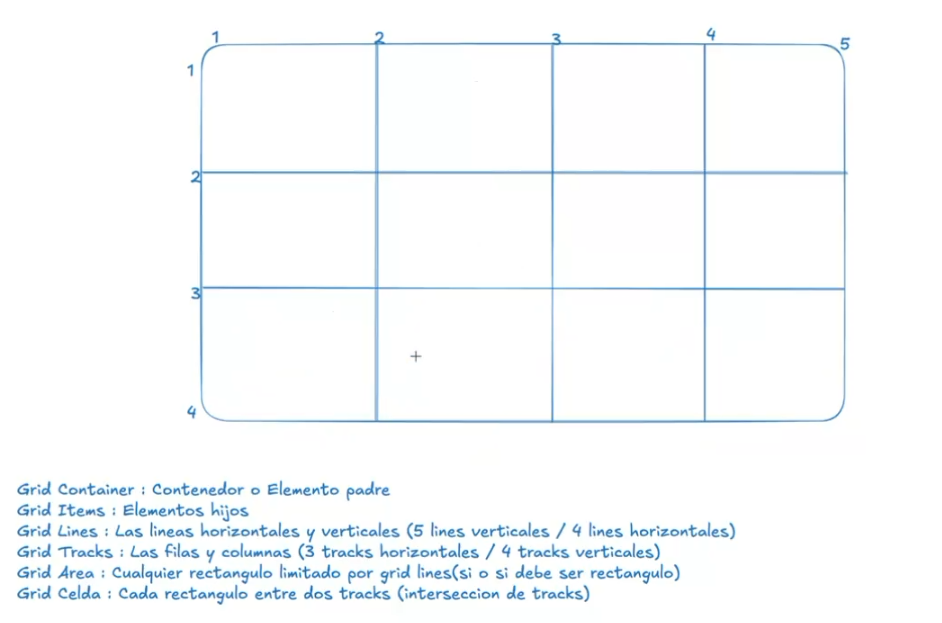 1 2 3 4 5
1
2
3
4
Grid Container : Contenedor o Elemento padre
Grid Items : Elementos hijos
Grid Lines : Las lineas horizontales y verticales (5 lines verticales / 4 lines horizontales)
Grid Tracks : Las filas y columnas (3 tracks horizontales / 4 tracks verticales)
Grid Area : Cualquier rectangulo limitado por grid lines(si o si debe ser rectangulo)
Grid Celda : Cada rectangulo entre dos tracks (interseccion de tracks)